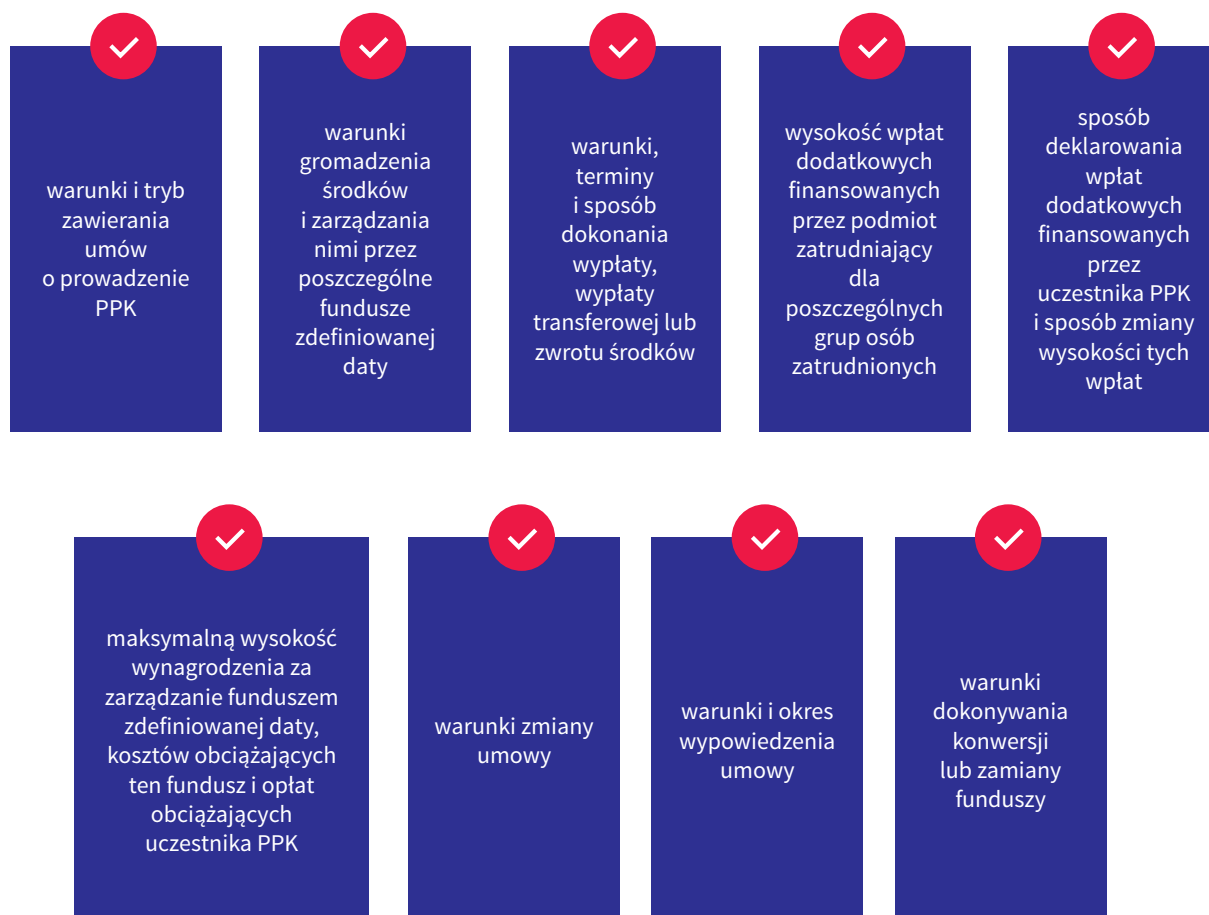 warunki i tryb
zawierania
umów
o prowadzenie
PPK
warunki
gromadzenia
środków
i zarządzania
nimi przez
poszczególne
fundusze
zdefiniowanej
daty
warunki,
terminy
i sposób
dokonania
wypłaty,
wypłaty
transferowej lub
zwrotu środków
wysokość wpłat
dodatkowych
finansowanych
przez podmiot
zatrudniający
dla
poszczególnych
grup osób
zatrudnionych
sposób
deklarowania
wpłat
dodatkowych
finansowanych
przez
uczestnika PPK
i sposób zmiany
wysokości tych
wpłat
maksymalną wysokość
wynagrodzenia za
zarządzanie funduszem
zdefiniowanej daty,
kosztów obciążających
ten fundusz i opłat
obciążających
uczestnika PPK
warunki zmiany
umowy
warunki i okres
wypowiedzenia
umowy
warunki
dokonywania
konwersji
lub zamiany
funduszy